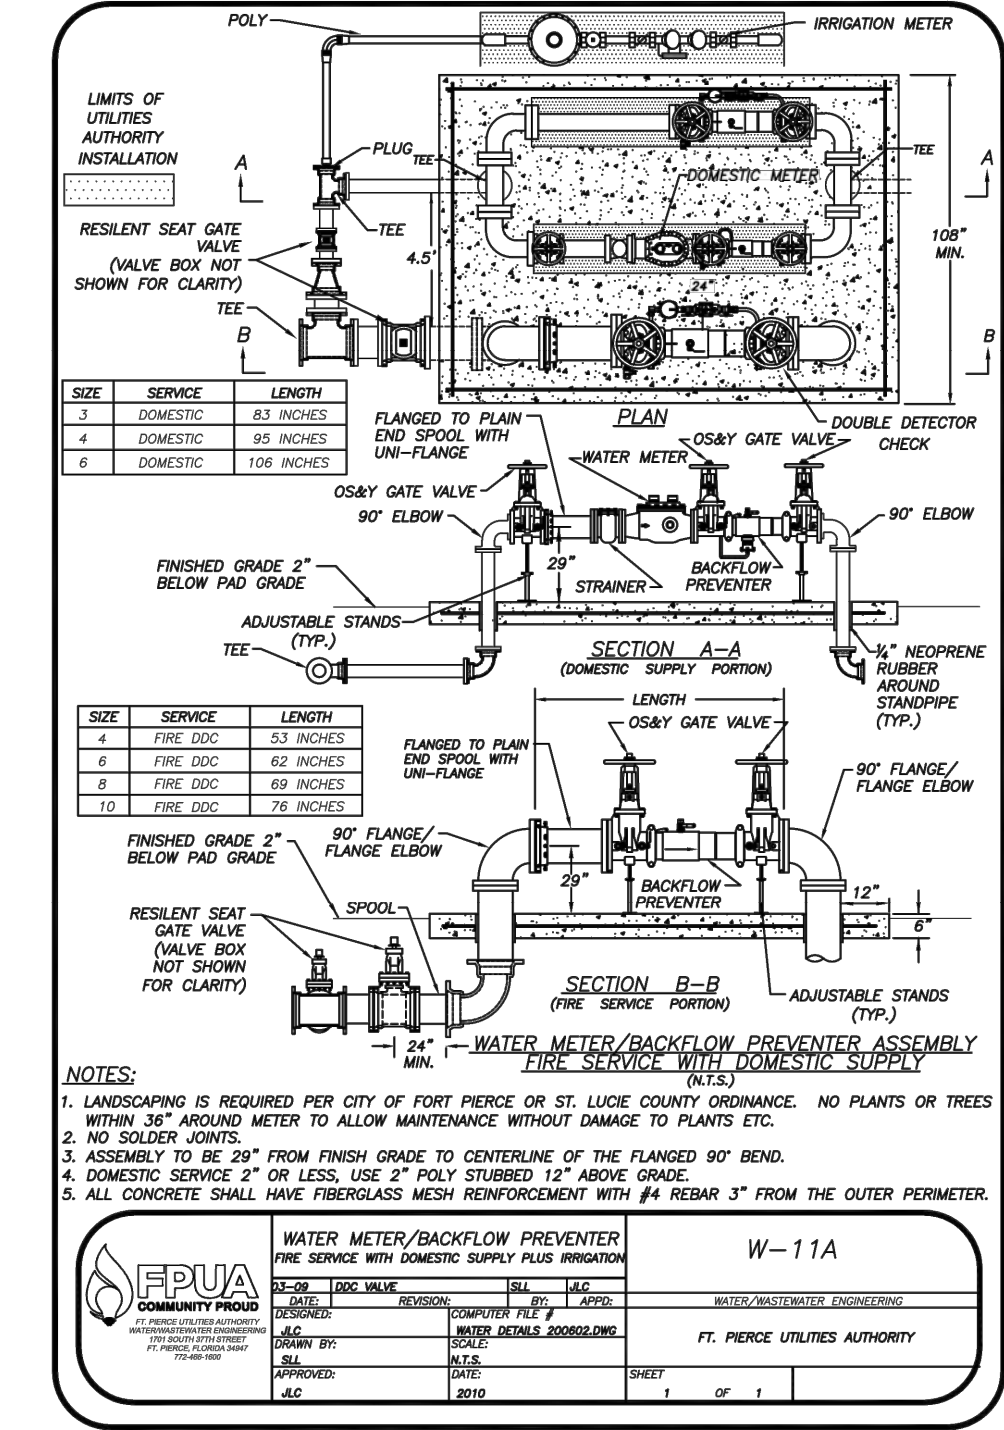 POLY
IRRIGATION METER
LIMITS OF
UTILITIES
AUTHORITY
INSTALLATION
A
PLUG
TEE
TEE
A
DOMESTIC METER
RESILENT SEAT GATE
VALVE
(VALVE BOX NOT
SHOWN FOR CLARITY)
TEE
4.5'
108"
MIN.
TEE
24"
B
B
SIZE SERVICE LENGTH
3 DOMESTIC 83 INCHES
4 DOMESTIC 95 INCHES
6 DOMESTIC 106 INCHES
FLANGED TO PLAIN
END SPOOL WITH
UNI-FLANGE
PLAN
DOUBLE DETECTOR
CHECK
OS&Y GATE VALVE
WATER METER
OS&Y GATE VALVE
90° ELBOW
90° ELBOW
FINISHED GRADE 2"
BELOW PAD GRADE
29"
STRAINER
BACKFLOW
PREVENTER
ADJUSTABLE STANDS
(TYP.)
TEE
SECTION A-A
(DOMESTIC SUPPLY PORTION)
1/4" NEOPRENE
RUBBER
AROUND
STANDPIPE
(TYP.)
LENGTH
SIZE SERVICE LENGTH
4 FIRE DDC 53 INCHES
6 FIRE DDC 62 INCHES
8 FIRE DDC 69 INCHES
10 FIRE DDC 76 INCHES
OS&Y GATE VALVE
FLANGED TO PLAIN
END SPOOL WITH
UNI-FLANGE
90° FLANGE/
FLANGE ELBOW
FINISHED GRADE 2"
BELOW PAD GRADE
90° FLANGE/
FLANGE ELBOW
29"
BACKFLOW
PREVENTER
12"
6"
RESILENT SEAT
GATE VALVE
(VALVE BOX
NOT SHOWN
FOR CLARITY)
SPOOL
SECTION B-B
(FIRE SERVICE PORTION)
ADJUSTABLE STANDS
(TYP.)
24"
MIN.
WATER METER/BACKFLOW PREVENTER ASSEMBLY
FIRE SERVICE WITH DOMESTIC SUPPLY
(N.T.S.)
NOTES:
1. LANDSCAPING IS REQUIRED PER CITY OF FORT PIERCE OR ST. LUCIE COUNTY ORDINANCE. NO PLANTS OR TREES
WITHIN 36" AROUND METER TO ALLOW MAINTENANCE WITHOUT DAMAGE TO PLANTS ETC.
2. NO SOLDER JOINTS.
3. ASSEMBLY TO BE 29" FROM FINISH GRADE TO CENTERLINE OF THE FLANGED 90° BEND.
4. DOMESTIC SERVICE 2" OR LESS, USE 2" POLY STUBBED 12" ABOVE GRADE.
5. ALL CONCRETE SHALL HAVE FIBERGLASS MESH REINFORCEMENT WITH #4 REBAR 3" FROM THE OUTER PERIMETER.
FPUA
COMMUNITY PROUD
FT. PIERCE UTILITIES AUTHORITY
WATER/WASTEWATER ENGINEERING
1701 SOUTH 37TH STREET
FT. PIERCE, FLORIDA 34947
772-466-1600
WATER METER/BACKFLOW PREVENTER
FIRE SERVICE WITH DOMESTIC SUPPLY PLUS IRRIGATION
03-09 DDC VALVE SLL JLC
DATE: REVISION: BY: APPD:
DESIGNED:
JLC
COMPUTER FILE #
WATER DETAILS 200602.DWG
DRAWN BY:
SLL
SCALE:
N.T.S.
APPROVED:
JLC
DATE:
2010
W-11A
WATER/WASTEWATER ENGINEERING
FT. PIERCE UTILITIES AUTHORITY
SHEET
1 OF 1